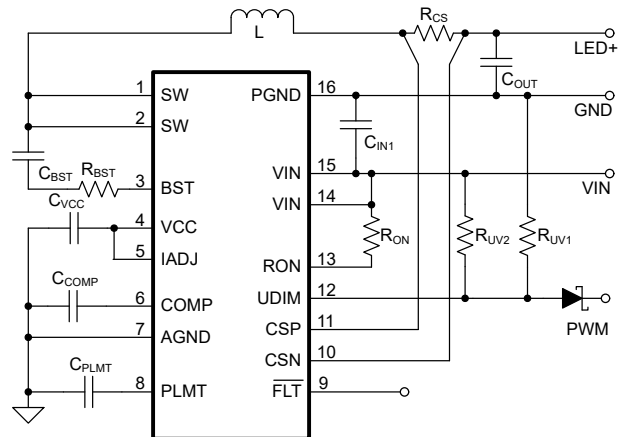 L
RCS
LED+
COUT
1 SW
PGND 16
GND
2 SW
CIN1
CBST
RBST
3 BST
VIN 15
VIN
CVCC
4 VCC
VIN 14
5 IADJ
RON
RUV2
RUV1
RON 13
CCOMP
6 COMP
UDIM 12
7 AGND
CSP 11
PWM
CPLMT
CSN 10
8 PLMT
FLT 9